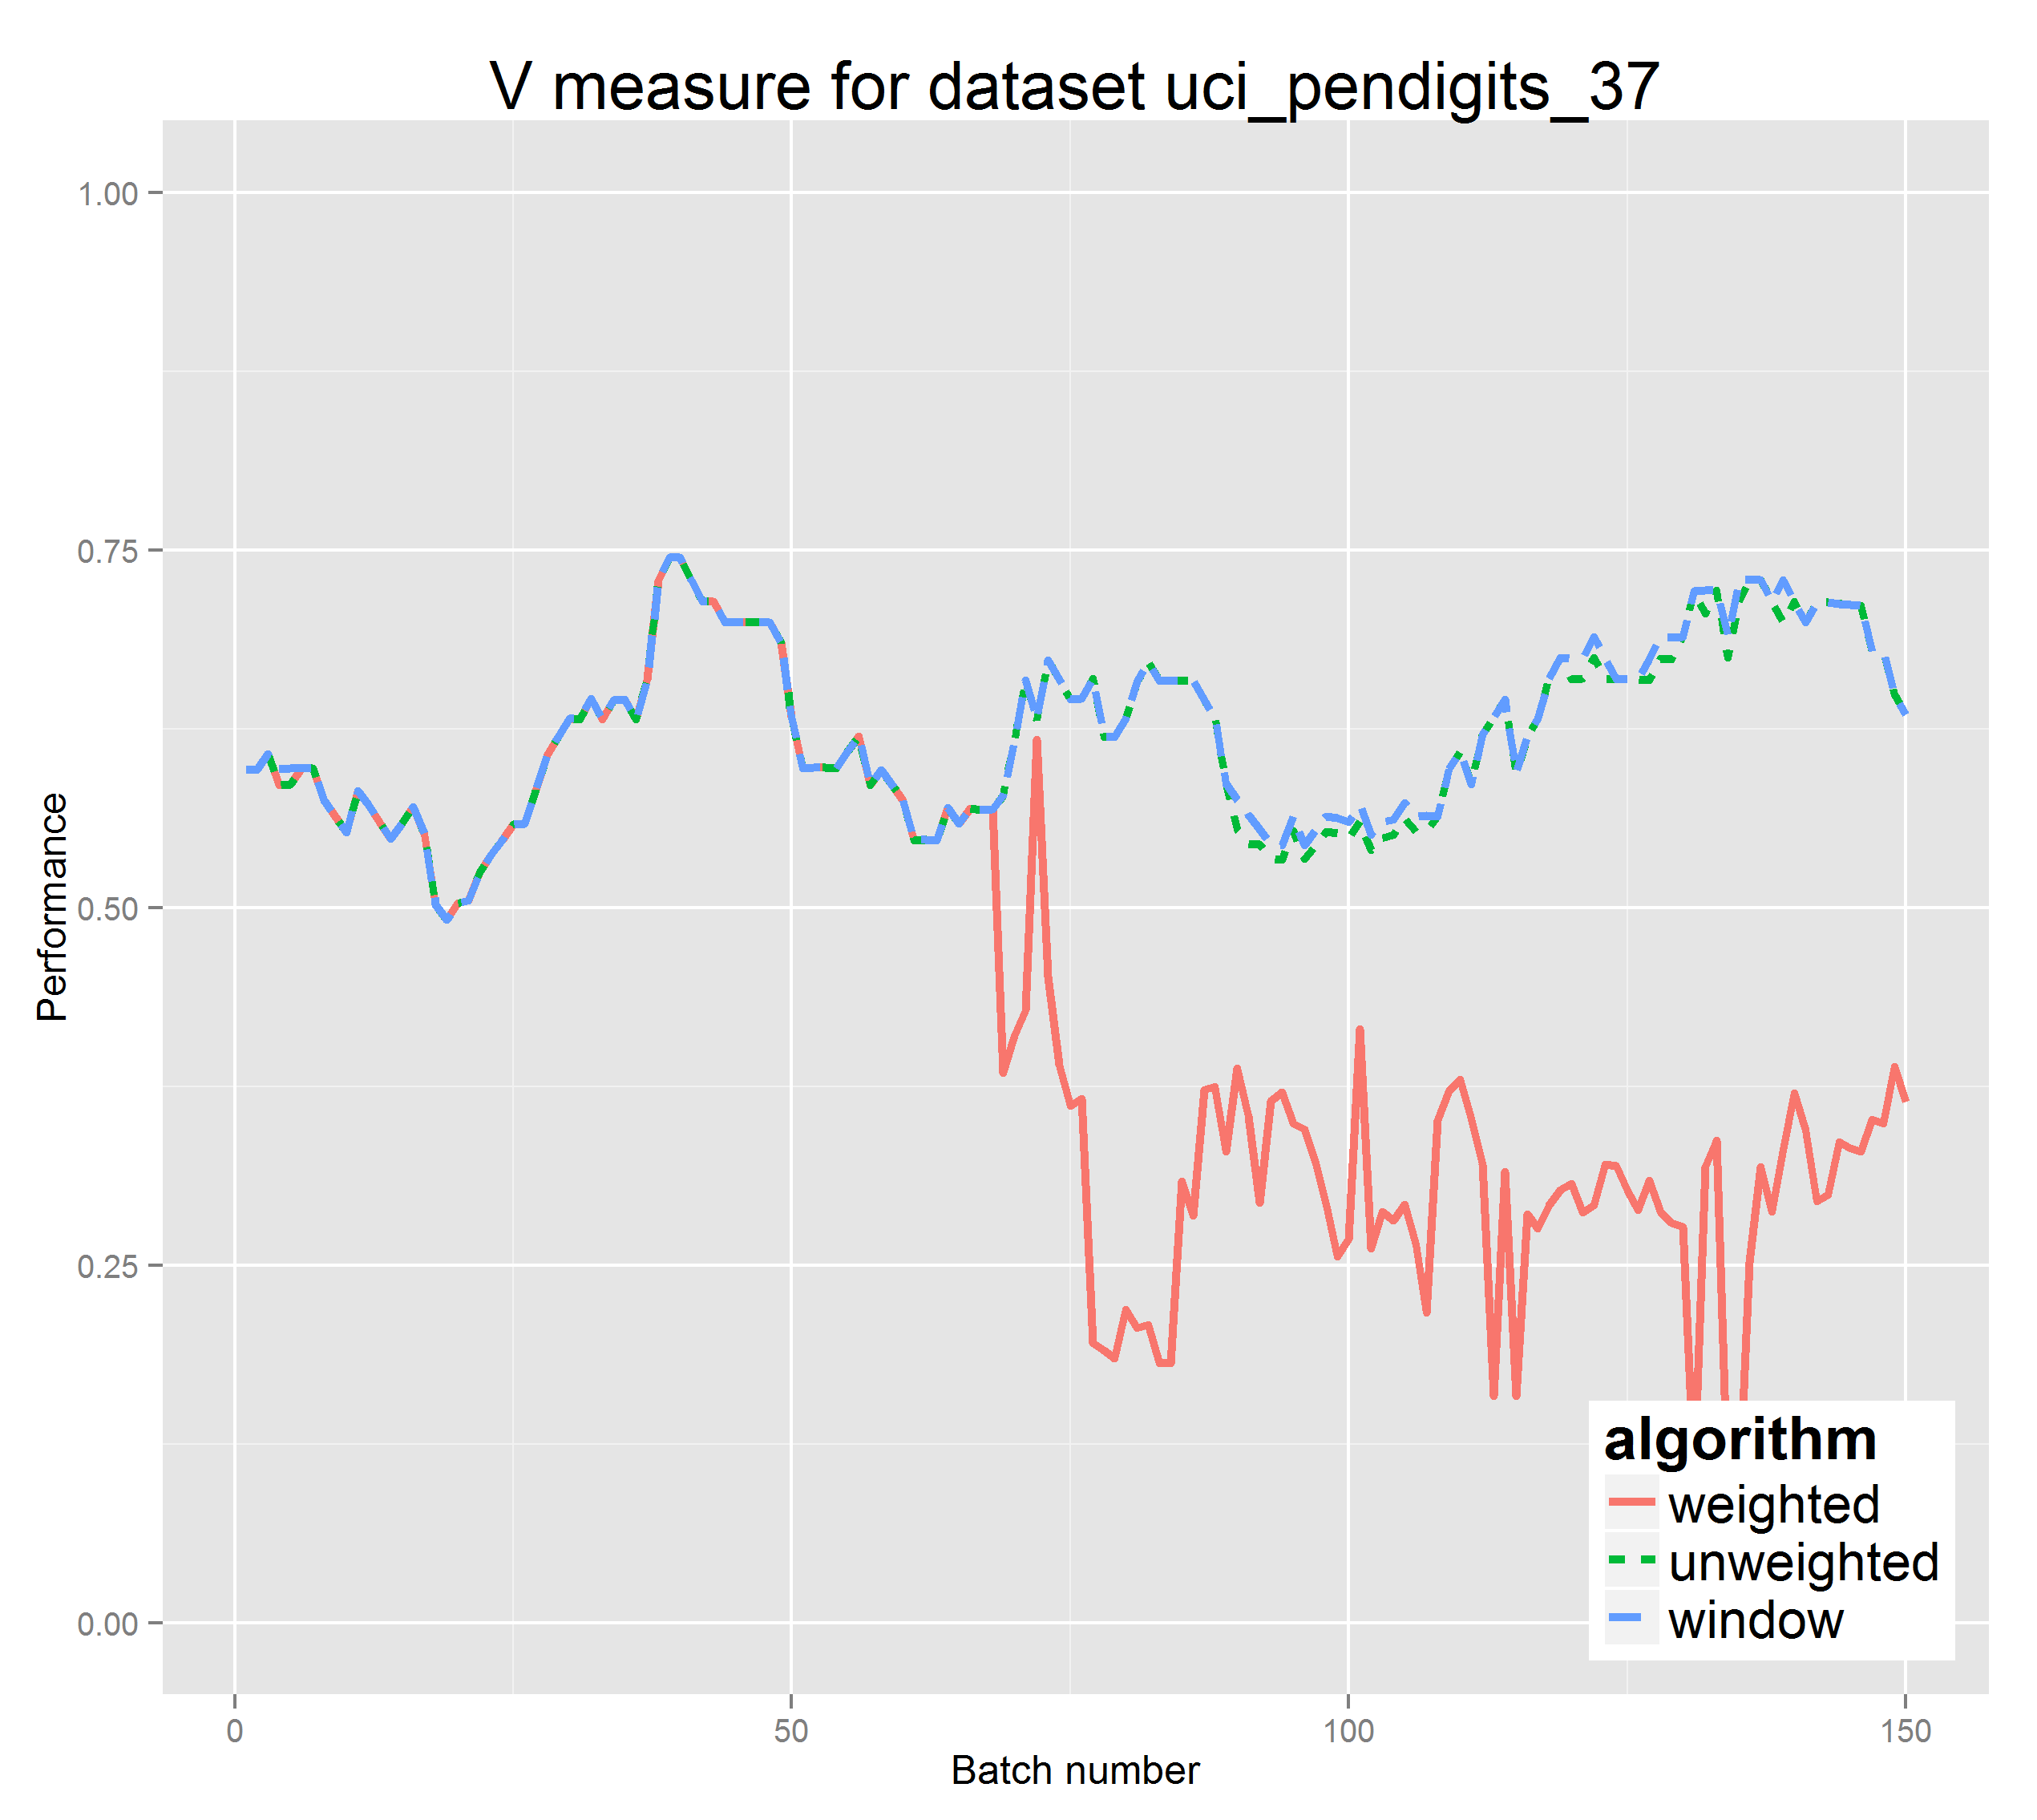 V measure for dataset uci_pendigits_37
1.00
0.75
0.50
0.25
0.00
Performance
0
50
100
150
Batch number
algorithm
weighted
unweighted
window